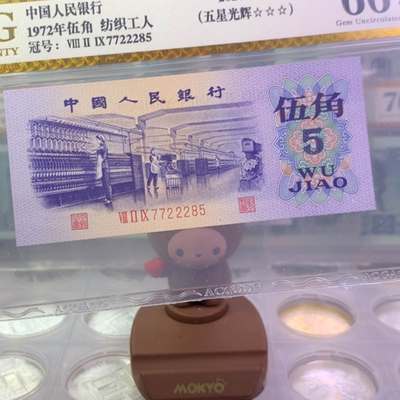 中国人民银行
1972年伍角 纺织工人
冠号: VIII II IX7722285
(五星光辉☆☆☆)
66
Gem Uncirculated
中國人民銀行
伍角
5
WU
JIAO
VIII II IX 7722285
MOKYO